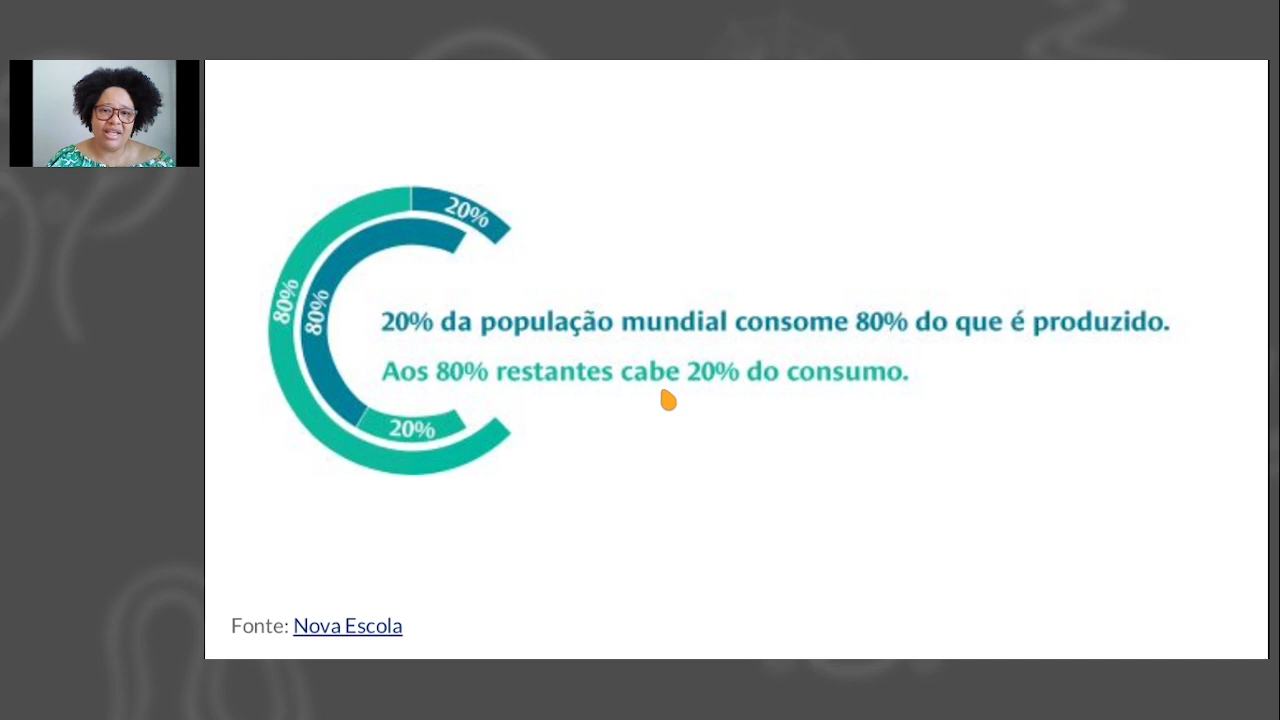 20%
80%
80%
20% da população mundial consome 80% do que é produzido.
Aos 80% restantes cabe 20% do consumo.
20%
Fonte: Nova Escola